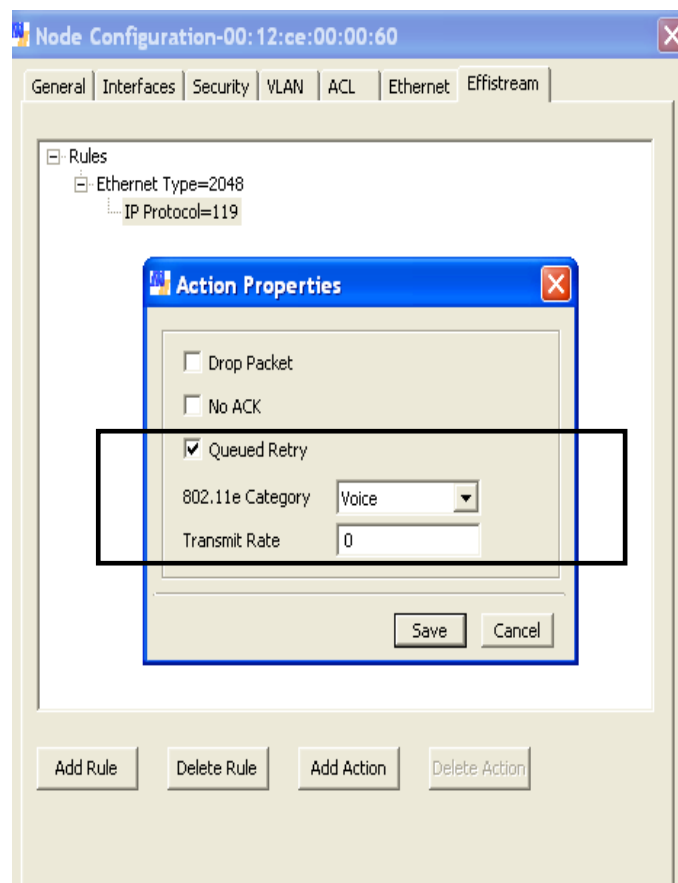 Node Configuration-00:12:ce:00:00:60
General Interfaces Security VLAN ACL Ethernet Effistream
Rules
Ethernet Type=2048
IP Protocol=119
Action Properties
Drop Packet
No ACK
Queued Retry
802.11e Category Voice
Transmit Rate 0
Save Cancel
Add Rule Delete Rule Add Action Delete Action